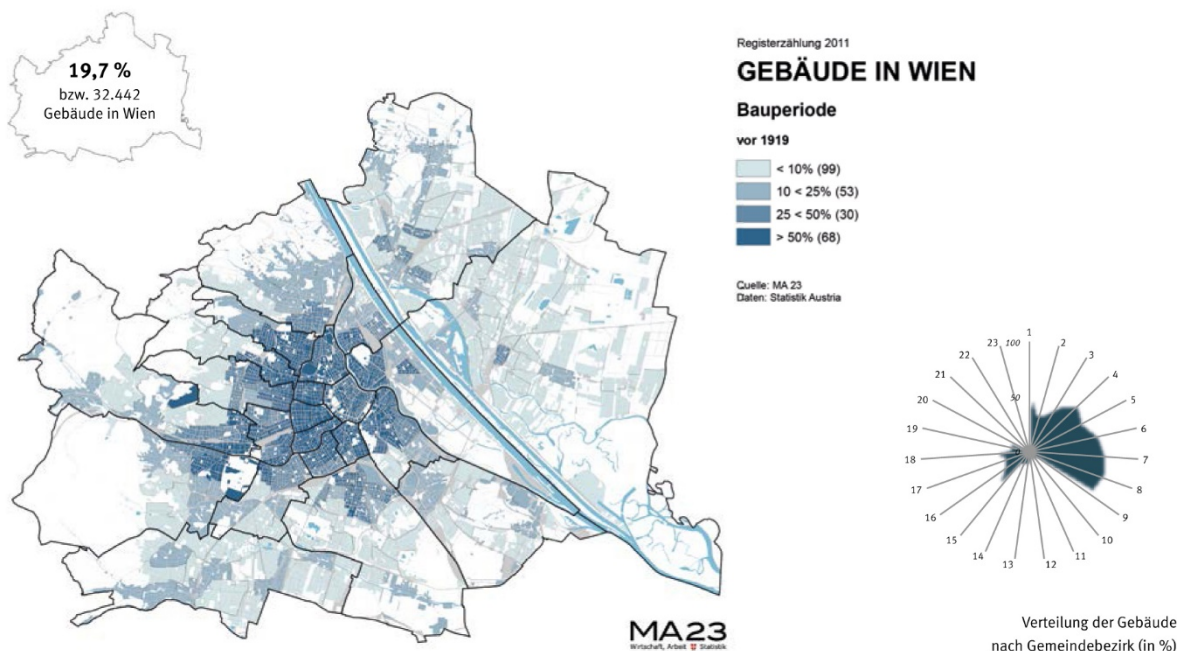 19,7 %
bzw. 32.442
Gebäude in Wien
Registerzählung 2011
GEBÄUDE IN WIEN
Bauperiode
vor 1919
< 10% (99)
10 < 25% (53)
25 < 50% (30)
> 50% (68)
Quelle: MA 23
Daten: Statistik Austria
100
50
0
1
2
3
4
5
6
7
8
9
10
11
12
13
14
15
16
17
18
19
20
21
22
23
MA23
Wirtschaft, Arbeit Statistik
Verteilung der Gebäude
nach Gemeindebezirk (in %)